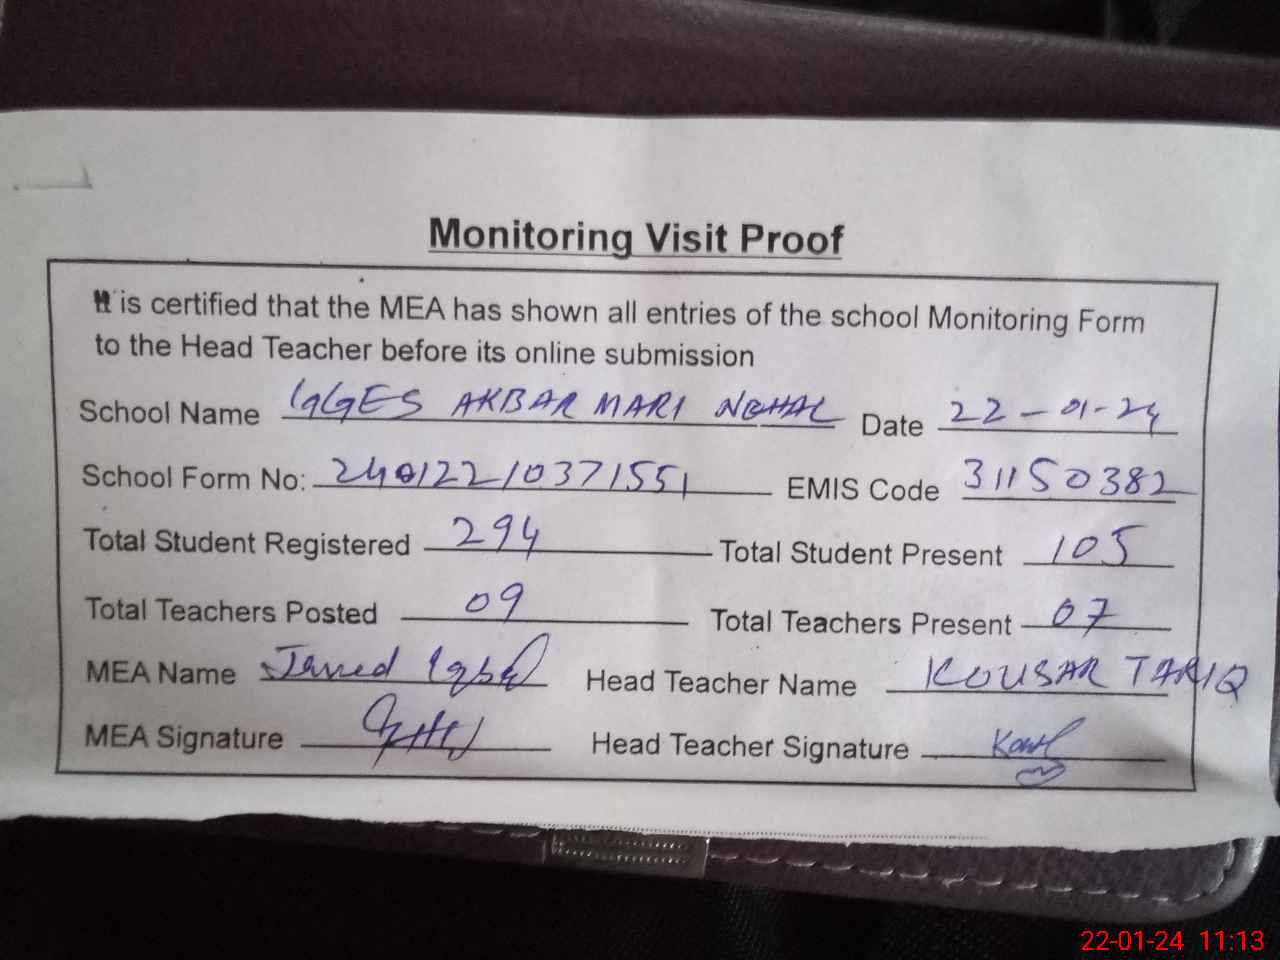 Monitoring Visit Proof
It is certified that the MEA has shown all entries of the school Monitoring Form
to the Head Teacher before its online submission
School Name GGES AKBAR MARI NEHAL Date 22-01-24
School Form No: 24012210371551 EMIS Code 31150382
Total Student Registered 294 Total Student Present 105
Total Teachers Posted 09 Total Teachers Present 07
MEA Name Javed Iqbal Head Teacher Name KOUSAR TARIQ
MEA Signature Head Teacher Signature
22-01-24 11:13